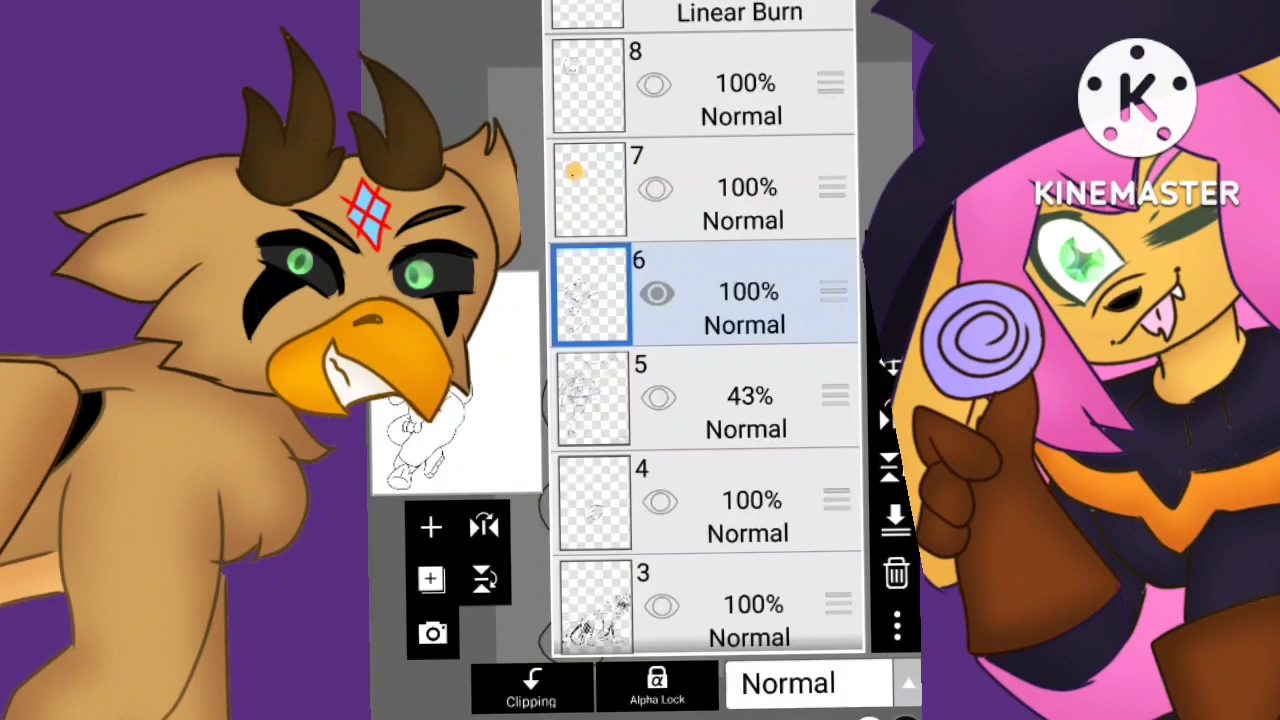 Linear Burn
8
100%
Normal
7
100%
Normal
6
100%
Normal
5
43%
Normal
4
100%
Normal
3
100%
Normal
Clipping
α
Alpha Lock
Normal
K
KINEMASTER